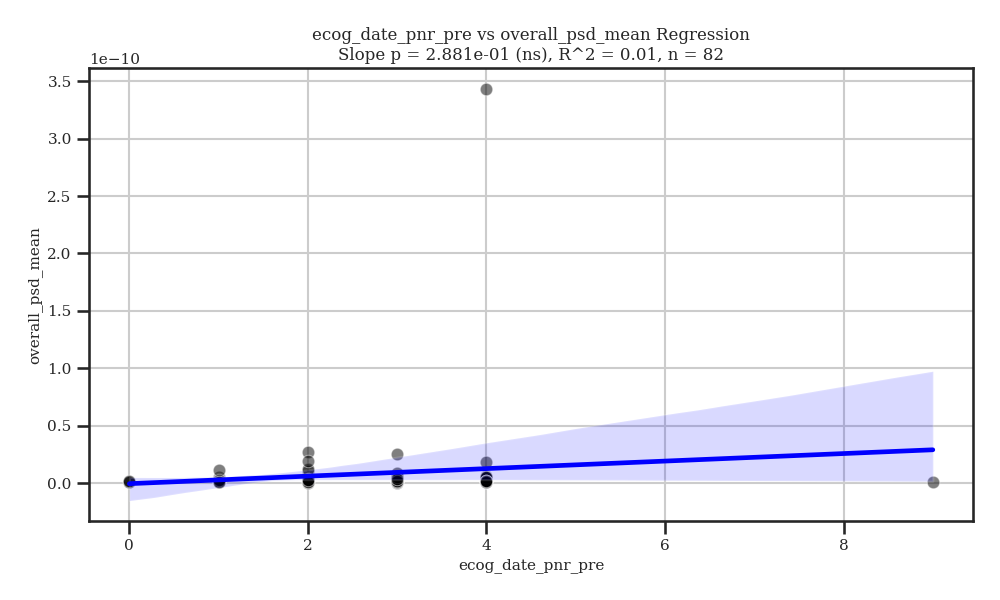 ecog_date_pnr_pre vs overall_psd_mean Regression
Slope p = 2.881e-01 (ns), R^2 = 0.01, n = 82
1e−10
3.5
3.0
2.5
2.0
1.5
1.0
0.5
0.0
overall_psd_mean
0 2 4 6 8
ecog_date_pnr_pre